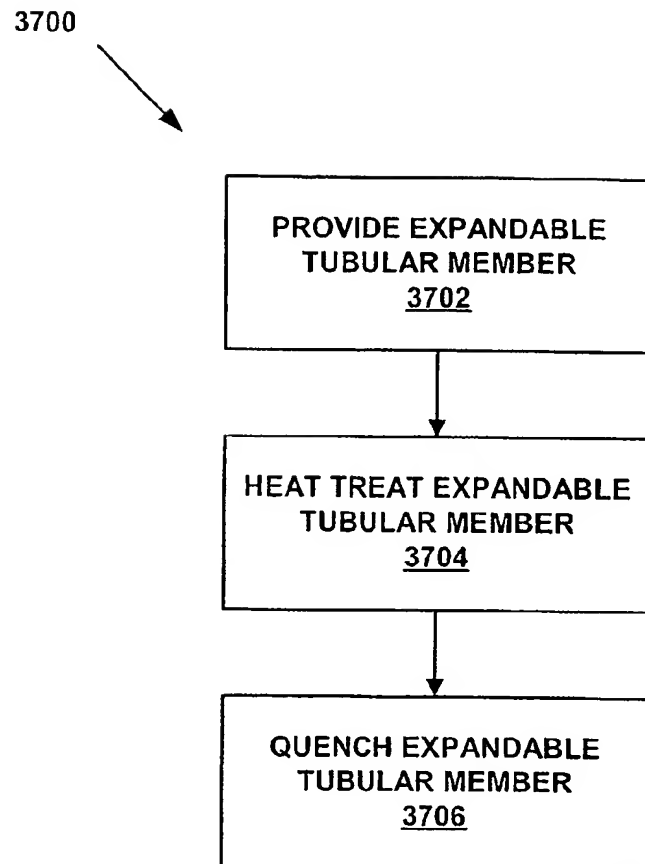 3700
PROVIDE EXPANDABLE
TUBULAR MEMBER
3702
HEAT TREAT EXPANDABLE
TUBULAR MEMBER
3704
QUENCH EXPANDABLE
TUBULAR MEMBER
3706